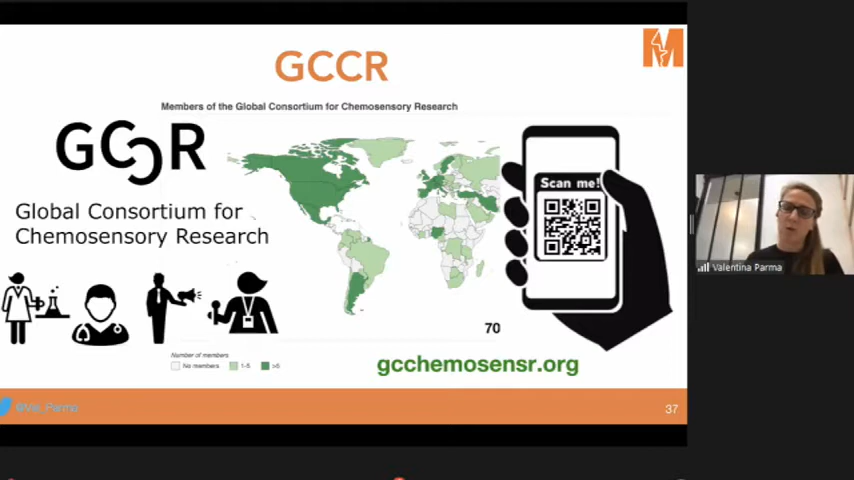 GCCR
M
Members of the Global Consortium for Chemosensory Research
GCCR
Global Consortium for
Chemosensory Research
Scan me!
70
Number of members
No members
1-5
>5
gcchemosensr.org
@Val_Parma
37
Valentina Parma